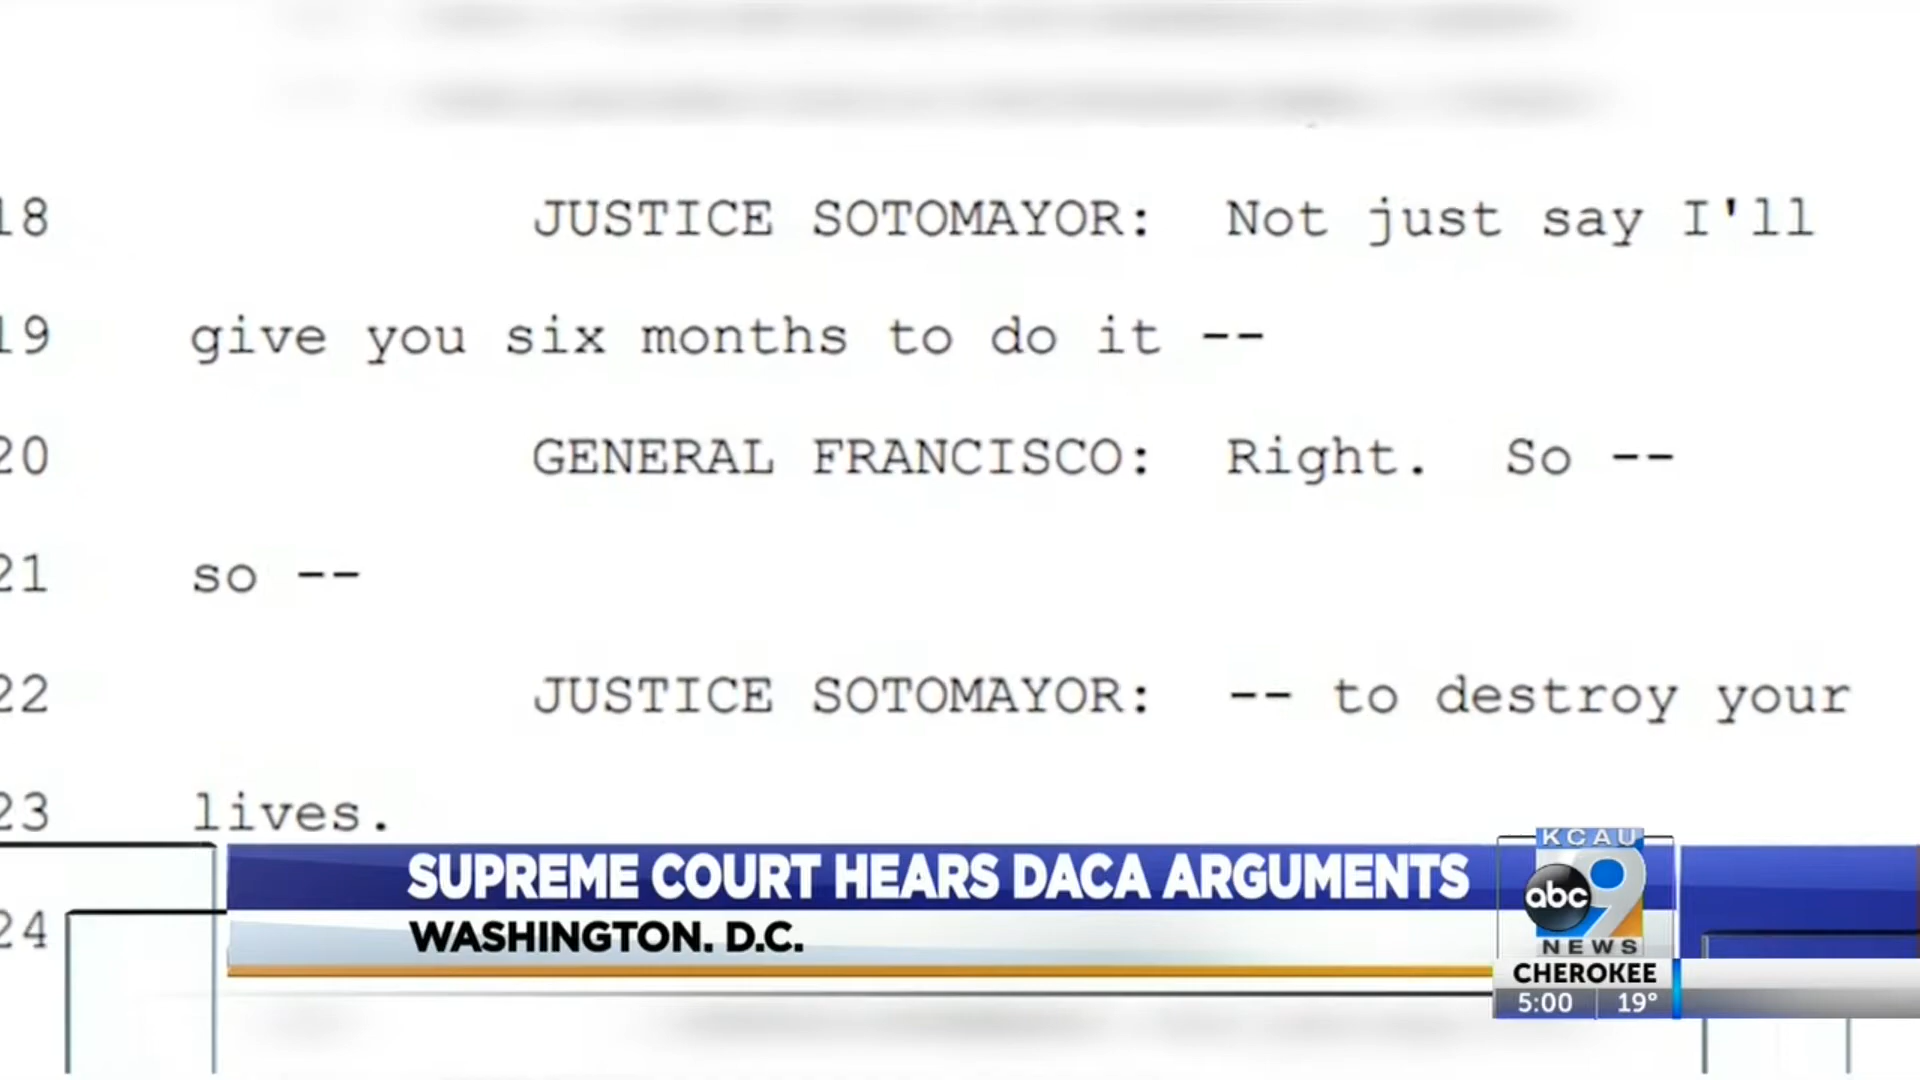 18 JUSTICE SOTOMAYOR: Not just say I'll
19 give you six months to do it --
20 GENERAL FRANCISCO: Right. So --
21 so --
22 JUSTICE SOTOMAYOR: -- to destroy your
23 lives.
24
SUPREME COURT HEARS DACA ARGUMENTS
WASHINGTON, D.C.
KCAU
abc 9
NEWS
CHEROKEE
5:00 19°